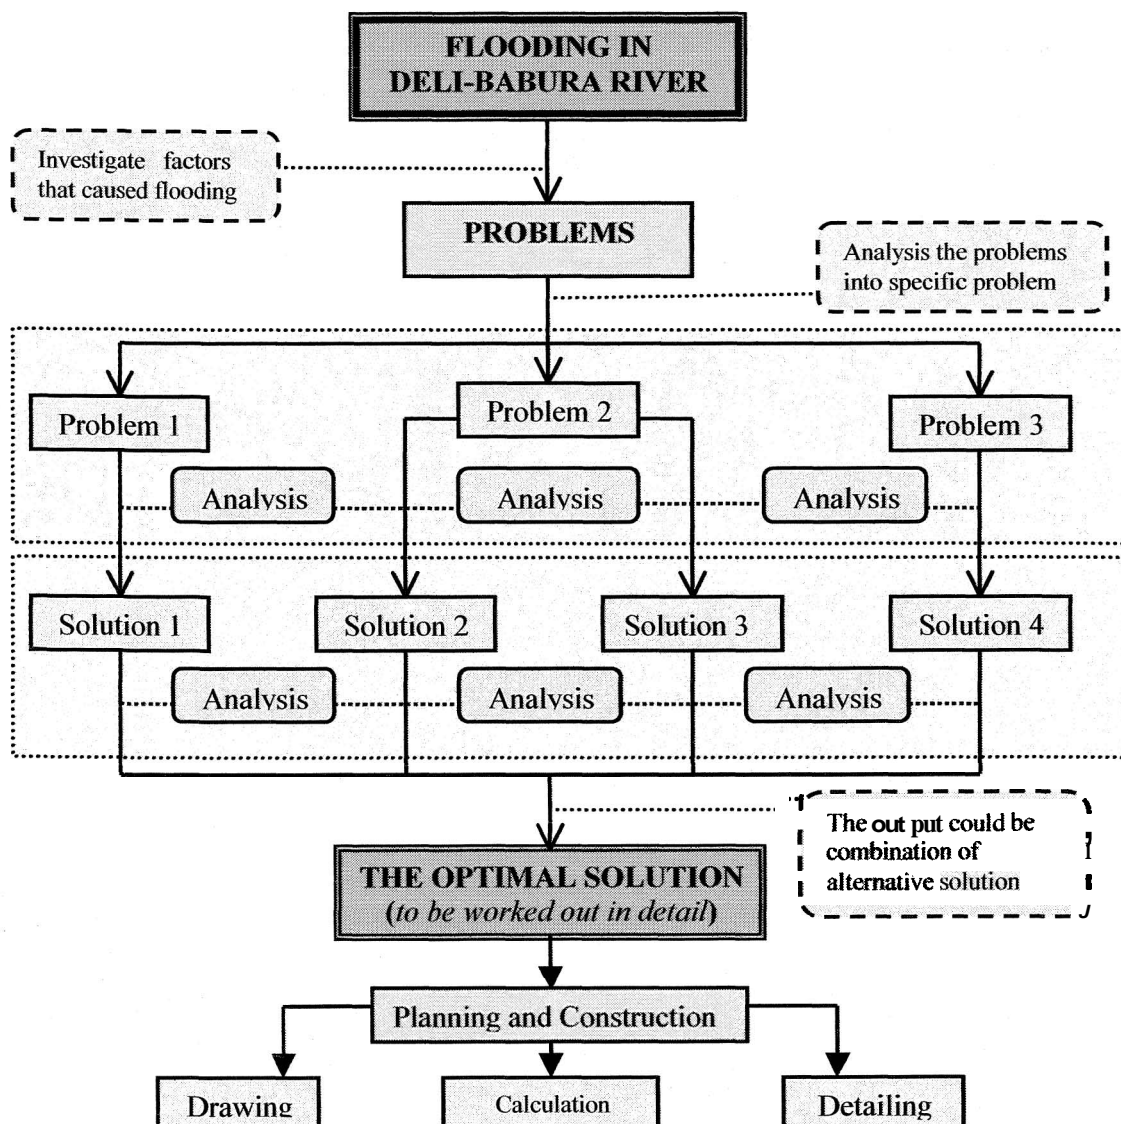 FLOODING IN
DELI-BABURA RIVER
Investigate factors
that caused flooding
PROBLEMS
Analysis the problems
into specific problem
Problem 1
Problem 2
Problem 3
Analysis
Analysis
Analysis
Solution 1
Solution 2
Solution 3
Solution 4
Analysis
Analysis
Analysis
The out put could be
combination of
alternative solution
THE OPTIMAL SOLUTION
(to be worked out in detail)
Planning and Construction
Drawing
Calculation
Detailing